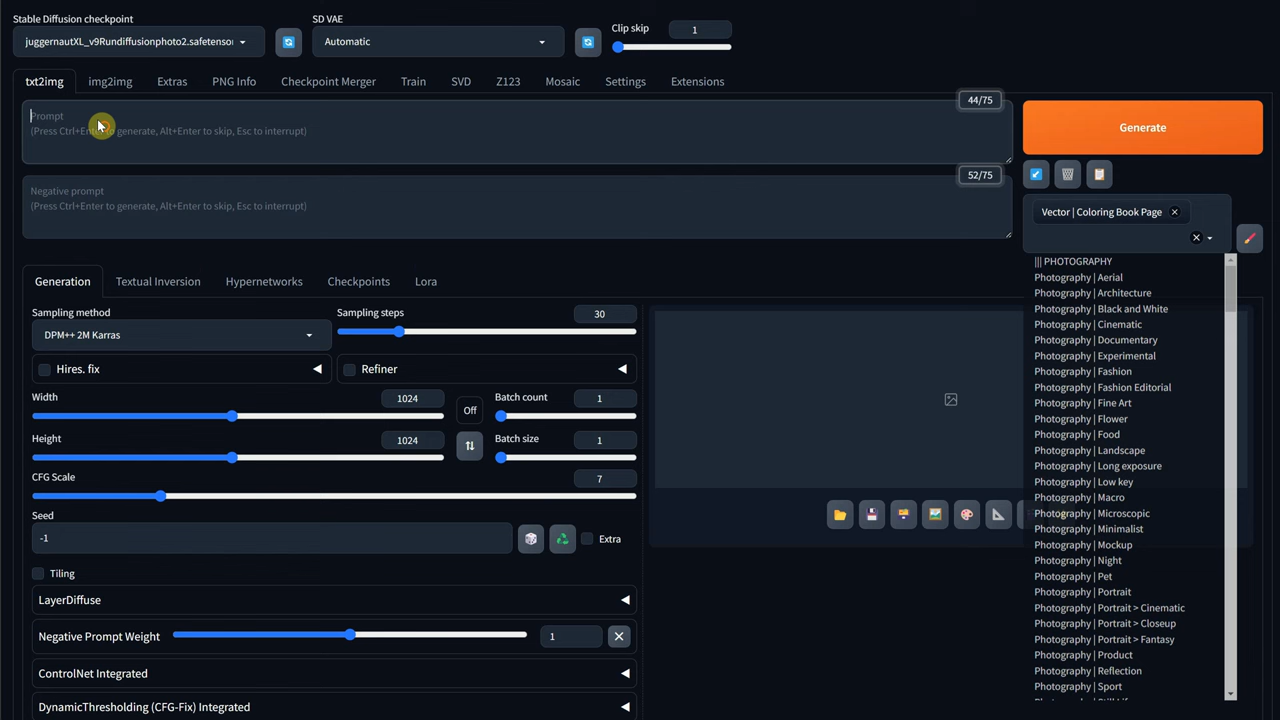 Stable Diffusion checkpoint
SD VAE
Clip skip
1
juggernautXL_v9Rundiffusionphoto2.safetensor
Automatic
txt2img
img2img
Extras
PNG Info
Checkpoint Merger
Train
SVD
Z123
Mosaic
Settings
Extensions
44/75
Prompt
(Press Ctrl+Enter to generate, Alt+Enter to skip, Esc to interrupt)
Generate
52/75
Negative prompt
(Press Ctrl+Enter to generate, Alt+Enter to skip, Esc to interrupt)
Vector | Coloring Book Page
||| PHOTOGRAPHY
Photography | Aerial
Photography | Architecture
Photography | Black and White
Photography | Cinematic
Photography | Documentary
Photography | Experimental
Photography | Fashion
Photography | Fashion Editorial
Photography | Fine Art
Photography | Flower
Photography | Food
Photography | Landscape
Photography | Long exposure
Photography | Low key
Photography | Macro
Photography | Microscopic
Photography | Minimalist
Photography | Mockup
Photography | Night
Photography | Pet
Photography | Portrait
Photography | Portrait > Cinematic
Photography | Portrait > Closeup
Photography | Portrait > Fantasy
Photography | Product
Photography | Reflection
Photography | Sport
Generation
Textual Inversion
Hypernetworks
Checkpoints
Lora
Sampling method
Sampling steps
30
DPM++ 2M Karras
Hires. fix
Refiner
Width
1024
Off
Batch count
1
Height
1024
Batch size
1
CFG Scale
7
Seed
-1
Extra
Tiling
LayerDiffuse
Negative Prompt Weight
1
ControlNet Integrated
DynamicThresholding (CFG-Fix) Integrated